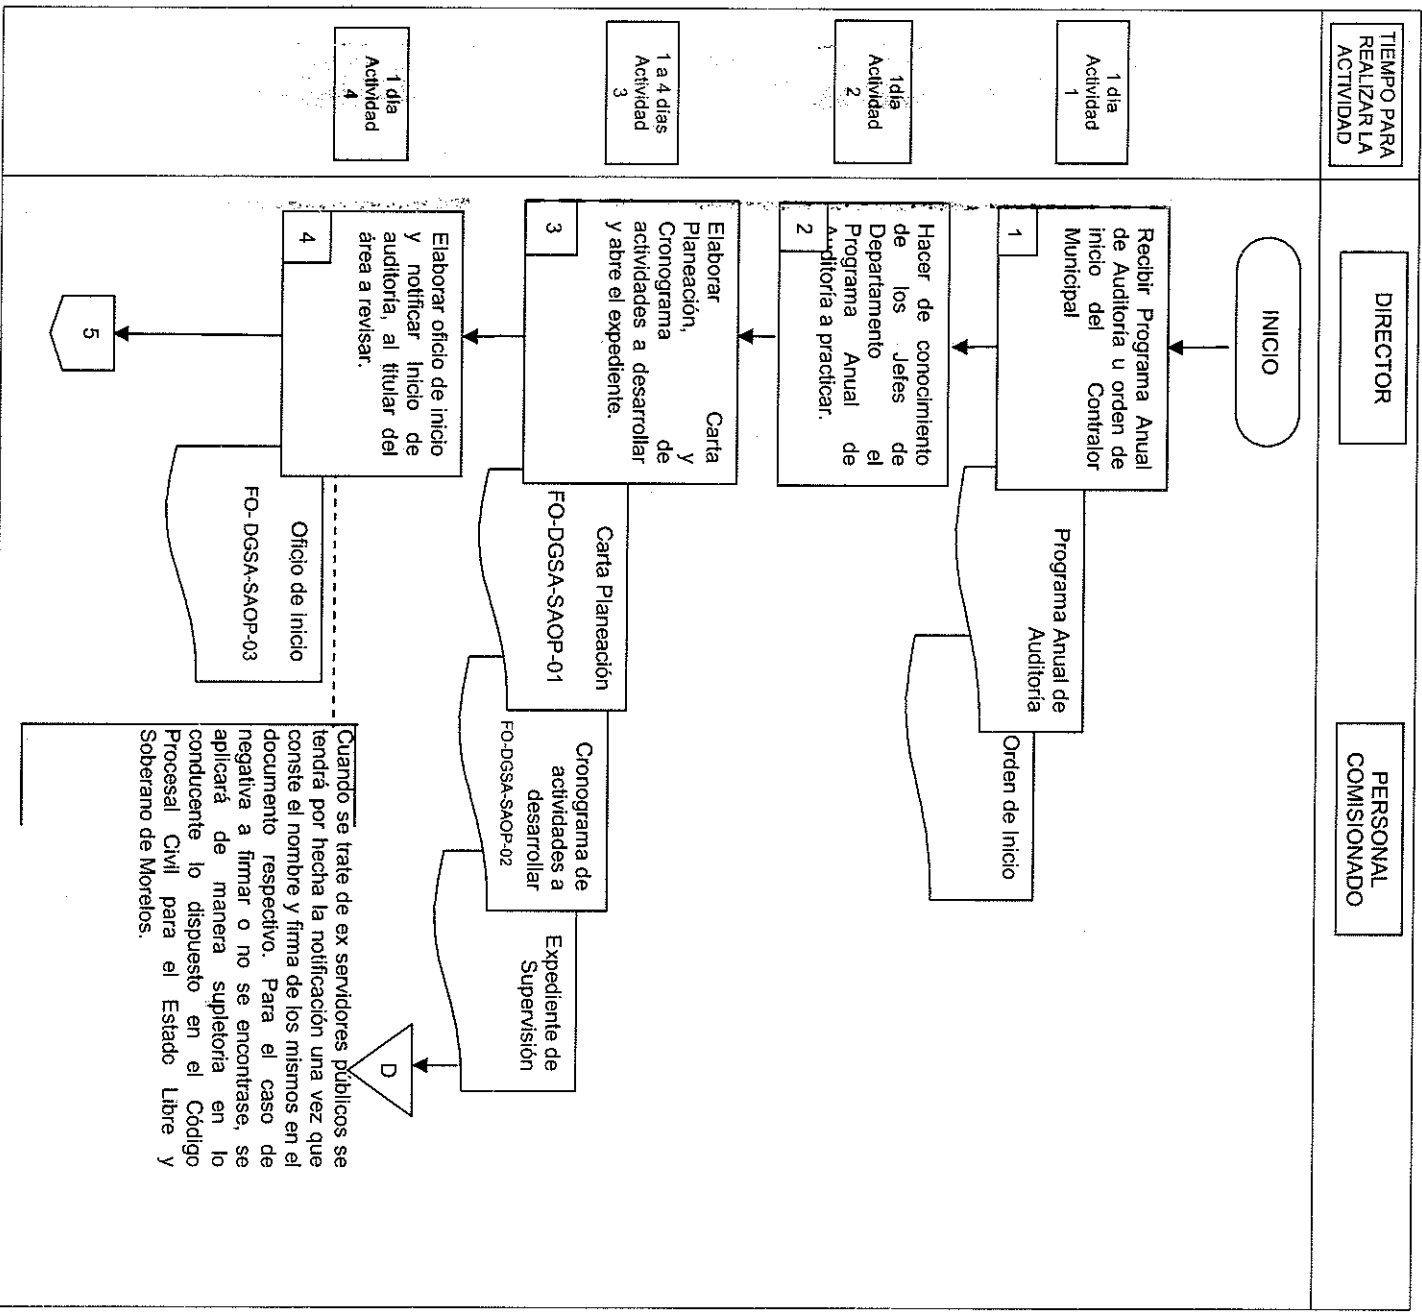 TIEMPO PARA
REALIZAR LA
ACTIVIDAD
DIRECTOR
PERSONAL
COMISIONADO
INICIO
1 día
Actividad
1
Recibir Programa Anual
de Auditoría u orden de
inicio del Contralor
Municipal
1
Programa Anual de
Auditoría
Orden de Inicio
1día
Actividad
2
Hacer de conocimiento
de los Jefes de
Departamento el
Programa Anual de
Auditoría a practicar.
2
1 a 4 días
Actividad
3
Elaborar Carta
Planeación, y
Cronograma de
actividades a desarrollar
y abre el expediente.
3
Carta Planeación
FO-DGSA-SAOP-01
Cronograma de
actividades a
desarrollar
FO-DGSA-SAOP-02
Expediente de
Supervisión
D
1 día
Actividad
4
Elaborar oficio de inicio
y notificar Inicio de
auditoría, al titular del
área a revisar.
4
Oficio de Inicio
FO- DGSA-SAOP-03
Cuando se trate de ex servidores públicos se
tendrá por hecha la notificación una vez que
conste el nombre y firma de los mismos en el
documento respectivo. Para el caso de
negativa a firmar o no se encontrase, se
aplicará de manera supletoria en lo
conducente lo dispuesto en el Código
Procesal Civil para el Estado Libre y
Soberano de Morelos.
5